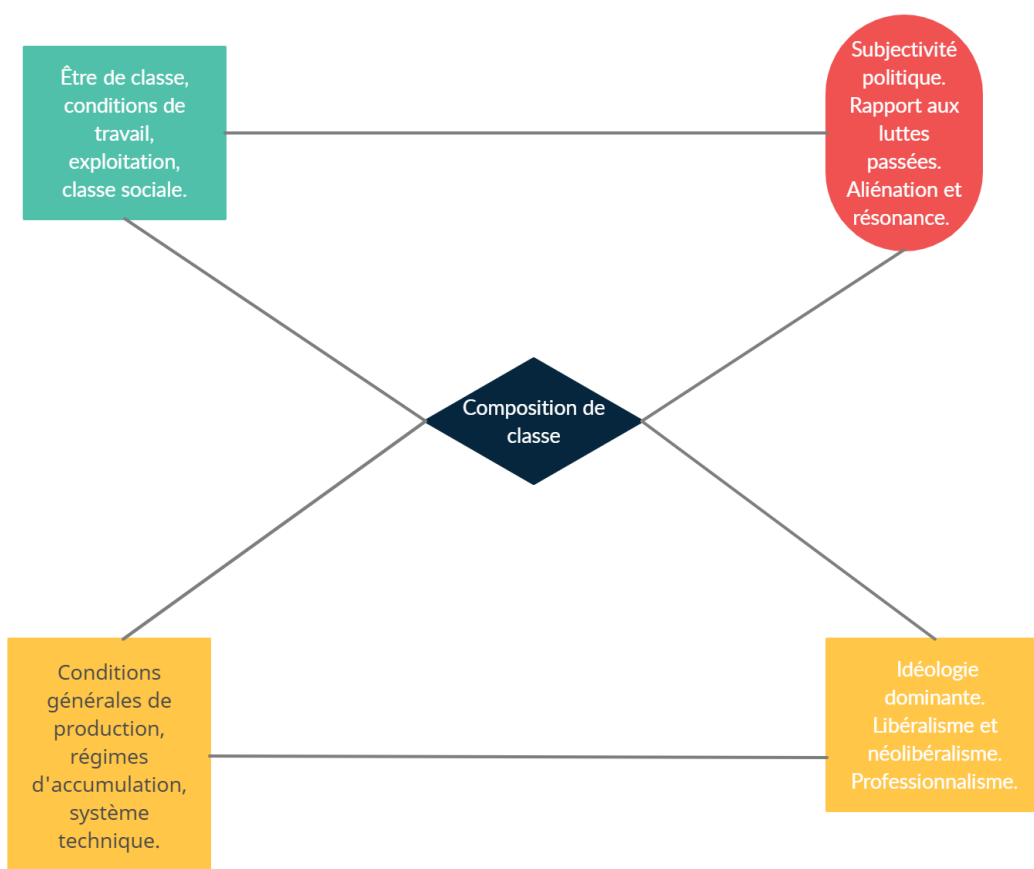 Être de classe,
conditions de
travail,
exploitation,
classe sociale.
Subjectivité
politique.
Rapport aux
luttes
passées.
Aliénation et
résonance.
Composition de
classe
Conditions
générales de
production,
régimes
d'accumulation,
système
technique.
Idéologie
dominante.
Libéralisme et
néolibéralisme.
Professionnalisme.